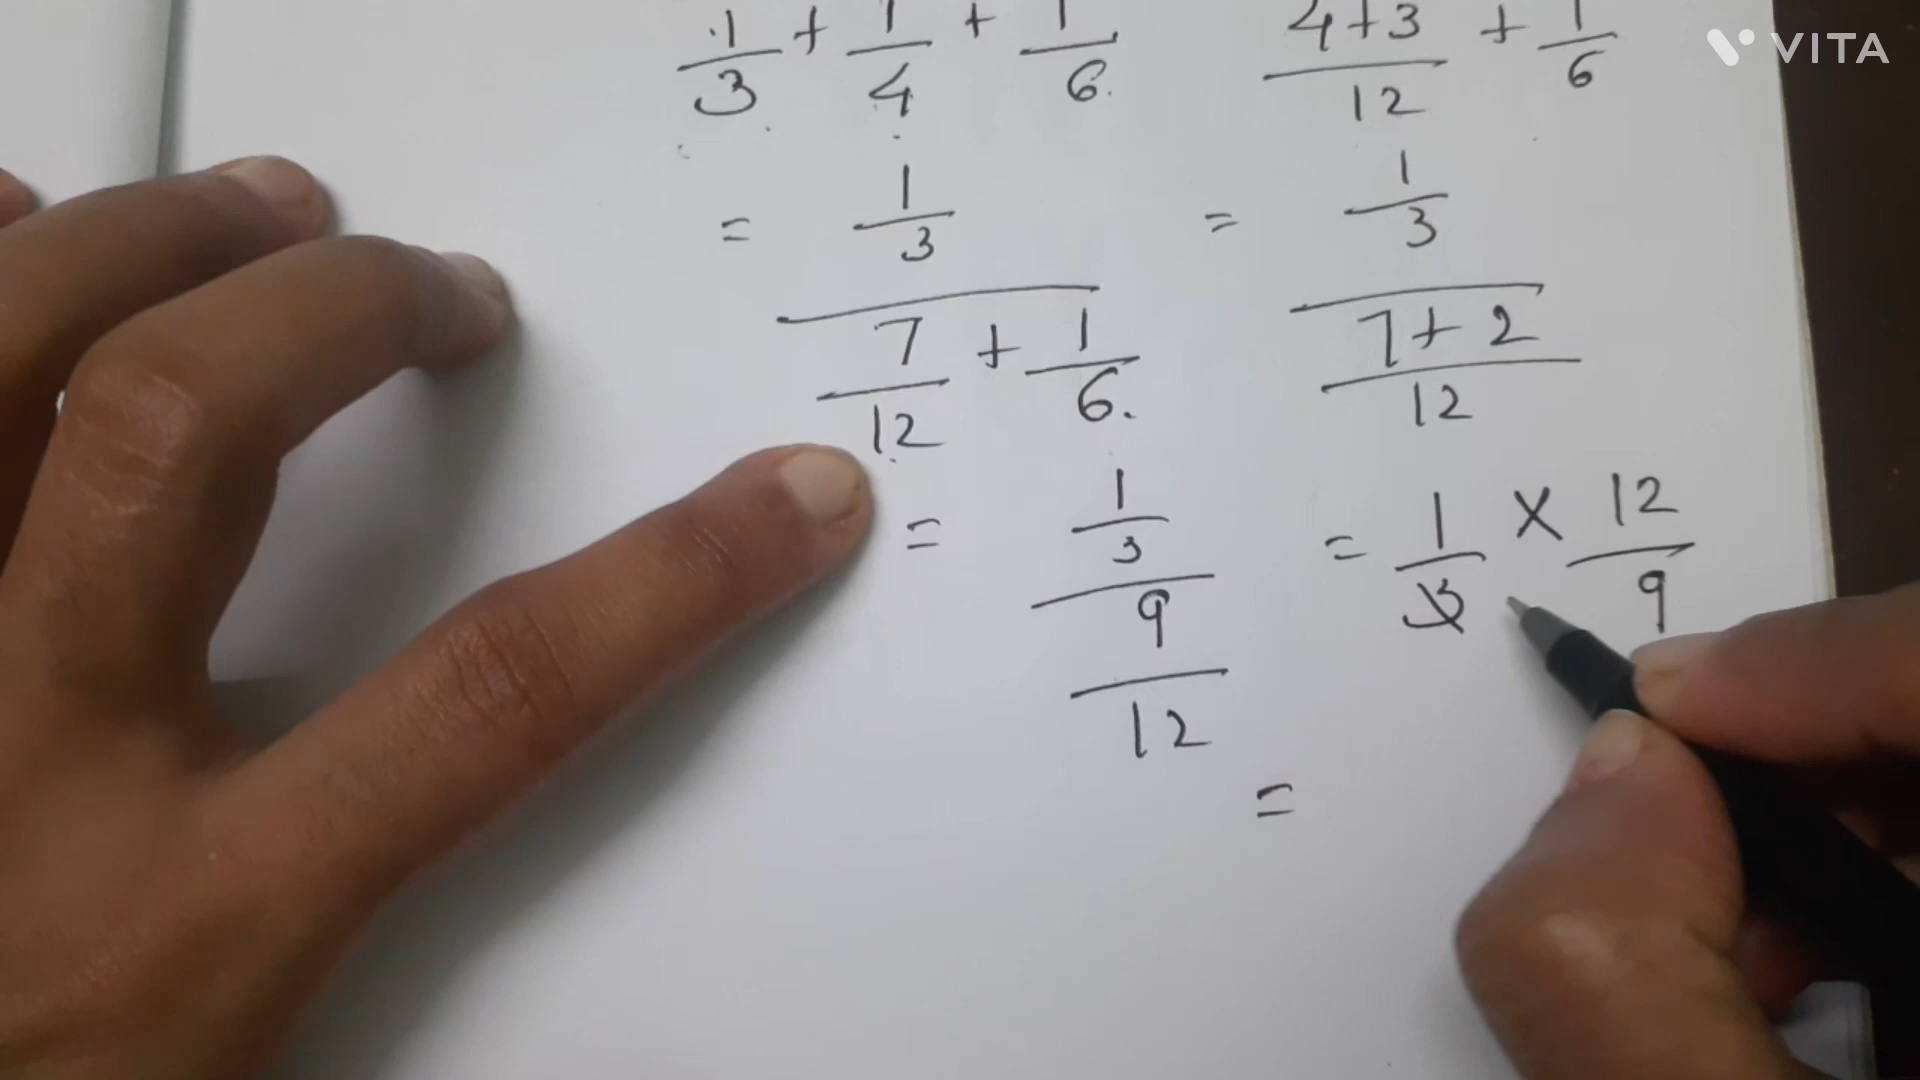 1/3 + 1/4 + 1/6 (4+3)/12 + 1/6
= (1/3)/(7/12 + 1/6) = (1/3)/((7+2)/12)
= (1/3)/(9/12) = 1/3 × 12/9
=
VITA